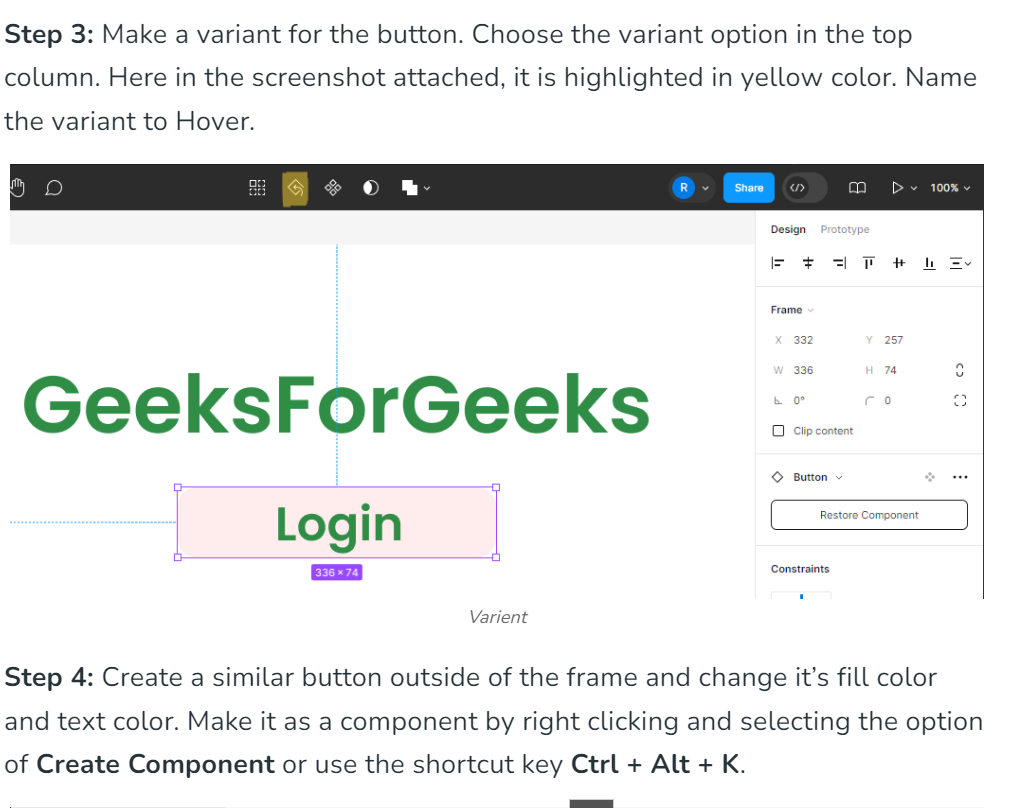 Step 3: Make a variant for the button. Choose the variant option in the top
column. Here in the screenshot attached, it is highlighted in yellow color. Name
the variant to Hover.
R Share 100%
Design Prototype
Frame
X 332 Y 257
W 336 H 74
0° 0
Clip content
GeeksForGeeks
Button
Login
Restore Component
336 × 74
Constraints
Varient
Step 4: Create a similar button outside of the frame and change it’s fill color
and text color. Make it as a component by right clicking and selecting the option
of Create Component or use the shortcut key Ctrl + Alt + K.